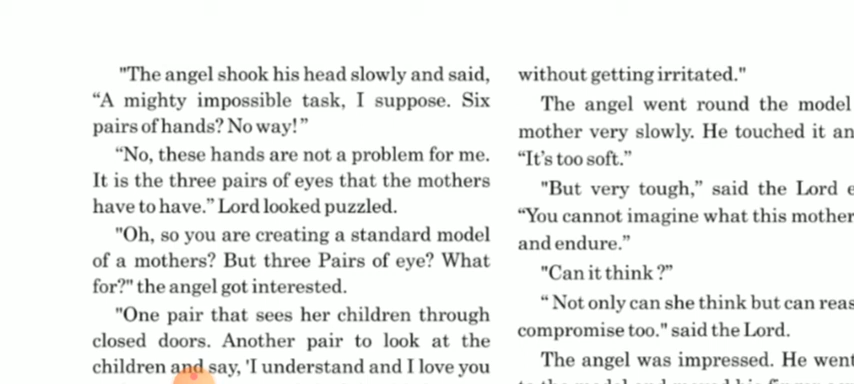 "The angel shook his head slowly and said,
“A mighty impossible task, I suppose. Six
pairs of hands? No way!”
“No, these hands are not a problem for me.
It is the three pairs of eyes that the mothers
have to have.” Lord looked puzzled.
"Oh, so you are creating a standard model
of a mothers? But three Pairs of eye? What
for?" the angel got interested.
"One pair that sees her children through
closed doors. Another pair to look at the
children and say, 'I understand and I love you
without getting irritated."
The angel went round the model
mother very slowly. He touched it an
“It’s too soft.”
"But very tough,” said the Lord e
“You cannot imagine what this mother
and endure.”
"Can it think ?”
“ Not only can she think but can reas
compromise too." said the Lord.
The angel was impressed. He went